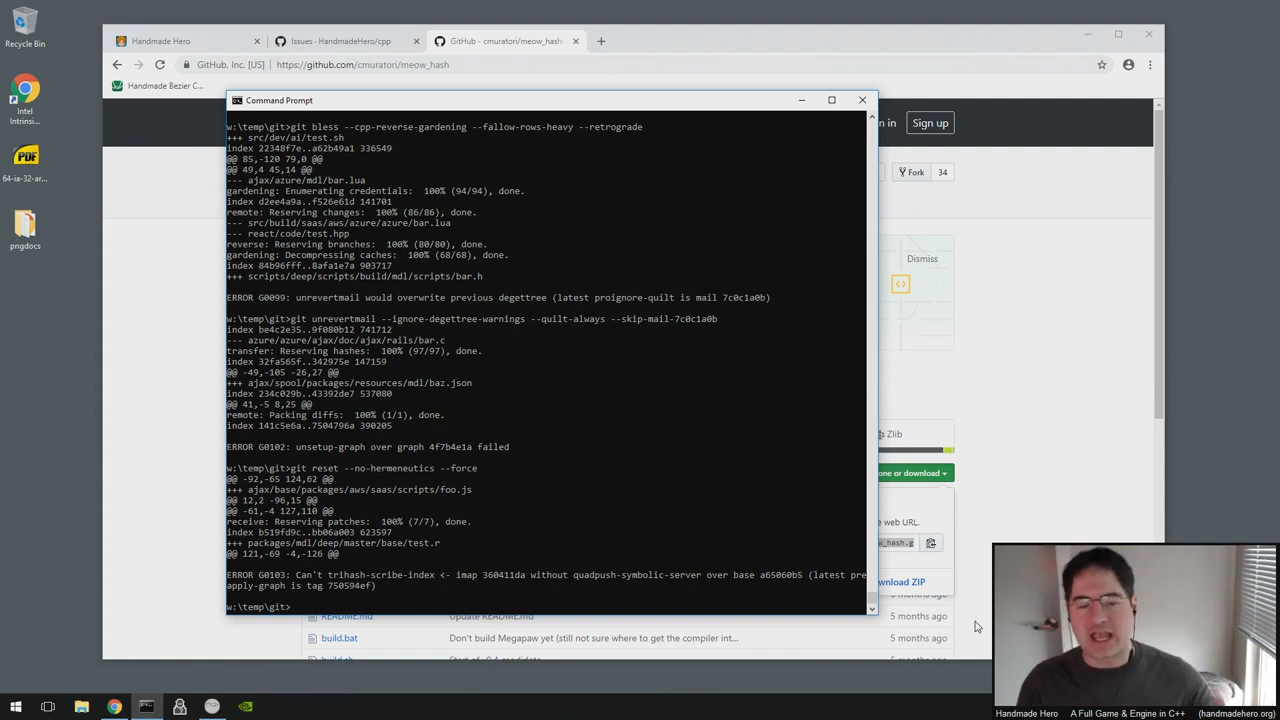 Recycle Bin
Intel
Intrinsi...
64-ia-32-ar...
pngdocs
Handmade Hero
Issues · HandmadeHero/cpp
GitHub - cmuratori/meow_hash
GitHub, Inc. [US]
https://github.com/cmuratori/meow_hash
Handmade Bezier C...
n in
Sign up
Fork
34
Dismiss
Zlib
one or download
e web URL.
w_hash.g
wnload ZIP
Command Prompt
w:\temp\git>git bless --cpp-reverse-gardening --fallow-rows-heavy --retrograde
+++ src/dev/ai/test.sh
index 22348f7e..a62b49a1 336549
@@ 85,-120 79,0 @@
@@ 49,4 45,14 @@
--- ajax/azure/mdl/bar.lua
gardening: Enumerating credentials:  100% (94/94), done.
index d2ee4a9a..f526e61d 141701
remote: Reserving changes: 100% (86/86), done.
--- src/build/saas/aws/azure/azure/bar.lua
--- react/code/test.hpp
reverse: Reserving branches: 100% (80/80), done.
gardening: Decompressing caches: 100% (68/68), done.
index 84b96fff..8afa1e7a 903717
+++ scripts/deep/scripts/build/mdl/scripts/bar.h
ERROR G0099: unrevertmail would overwrite previous degettree (latest proignore-quilt is mail 7c0c1a0b)
w:\temp\git>git unrevertmail --ignore-degettree-warnings --quilt-always --skip-mail-7c0c1a0b
index be4c2e35..9f080b12 741712
--- azure/azure/ajax/doc/ajax/rails/bar.c
transfer: Reserving hashes: 100% (97/97), done.
index 32fa565f..342975e 147159
@@ -49,-105 -26,27 @@
+++ ajax/spool/packages/resources/mdl/baz.json
index 234c029b..43392de7 537080
@@ 41,-5 8,25 @@
remote: Packing diffs: 100% (1/1), done.
index 141c5e6a..7504796a 390205
ERROR G0102: unsetup-graph over graph 4f7b4e1a failed
w:\temp\git>git reset --no-hermeneutics --force
@@ -92,-65 124,62 @@
+++ ajax/base/packages/aws/saas/scripts/foo.js
@@ 12,2 -96,15 @@
@@ -61,-4 127,110 @@
receive: Reserving patches: 100% (7/7), done.
index b519fd9c..bb06a003 623597
+++ packages/mdl/deep/master/base/test.r
@@ 121,-69 -4,-126 @@
ERROR G0103: Can't trihash-scribe-index <- imap 360411da without quadpush-symbolic-server over base a65060b5 (latest pre
apply-graph is tag 750594ef)
w:\temp\git>
README.md
Update README.md
5 months ago
build.bat
Don't build Megapaw yet (still not sure where to get the compiler int...
5 months ago
5 months ago
Handmade Hero
A Full Game & Engine in C++
(handmadehero.org)